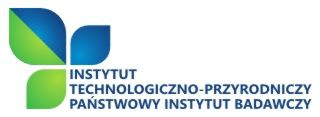 INSTYTUT
TECHNOLOGICZNO-PRZYRODNICZY
PAŃSTWOWY INSTYTUT BADAWCZY